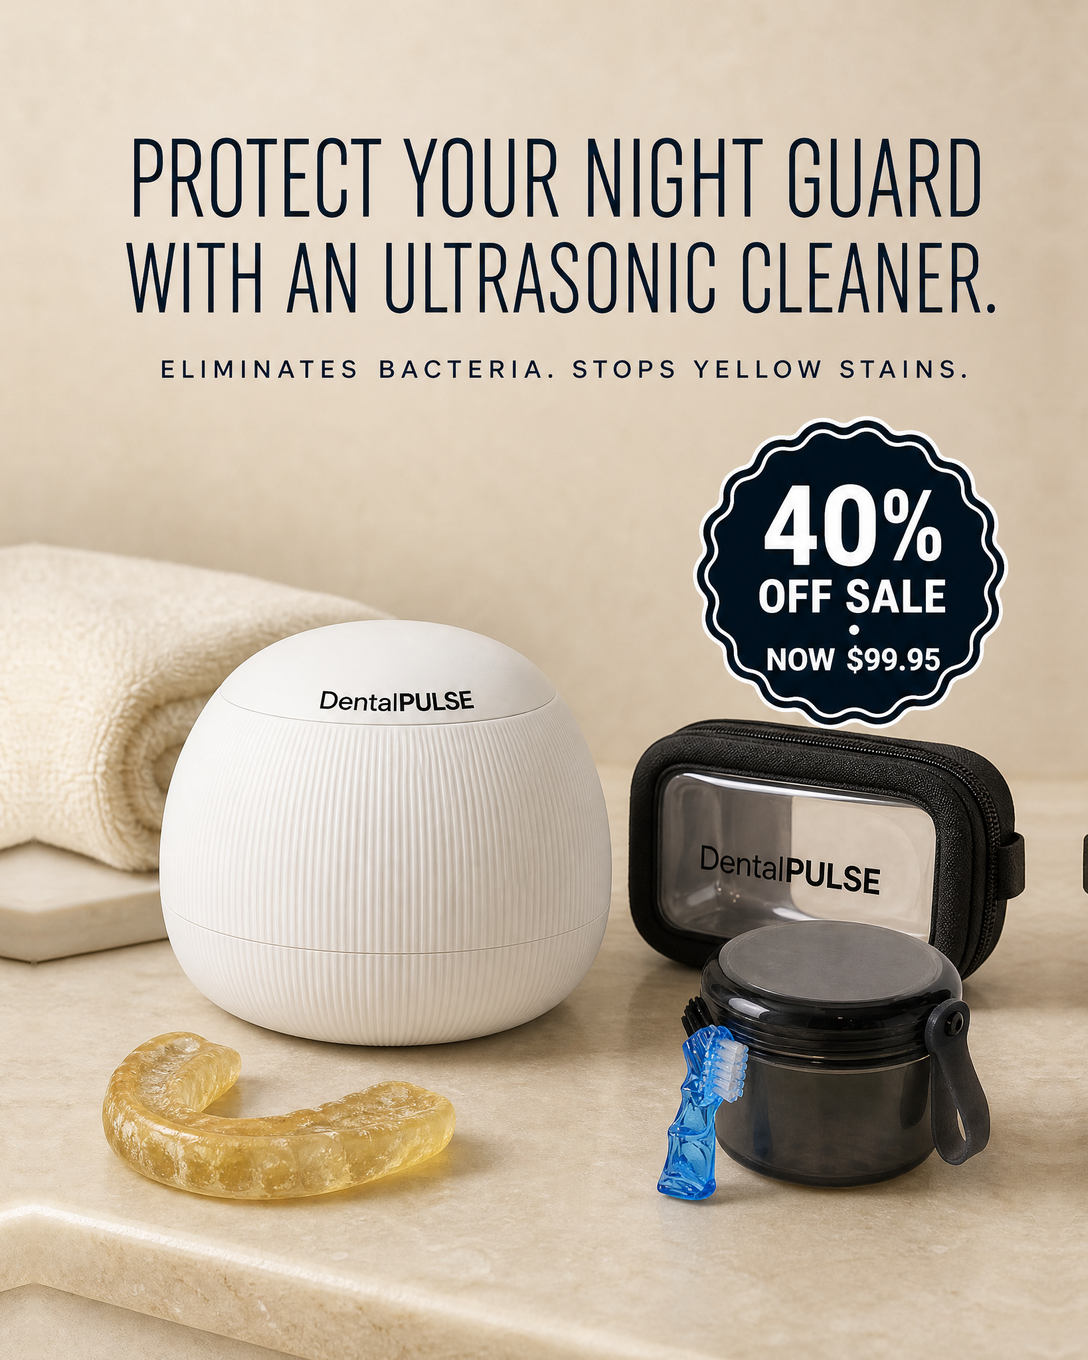 PROTECT YOUR NIGHT GUARD
WITH AN ULTRASONIC CLEANER.
ELIMINATES BACTERIA. STOPS YELLOW STAINS.
40%
OFF SALE
•
NOW $99.95
DentalPULSE
DentalPULSE